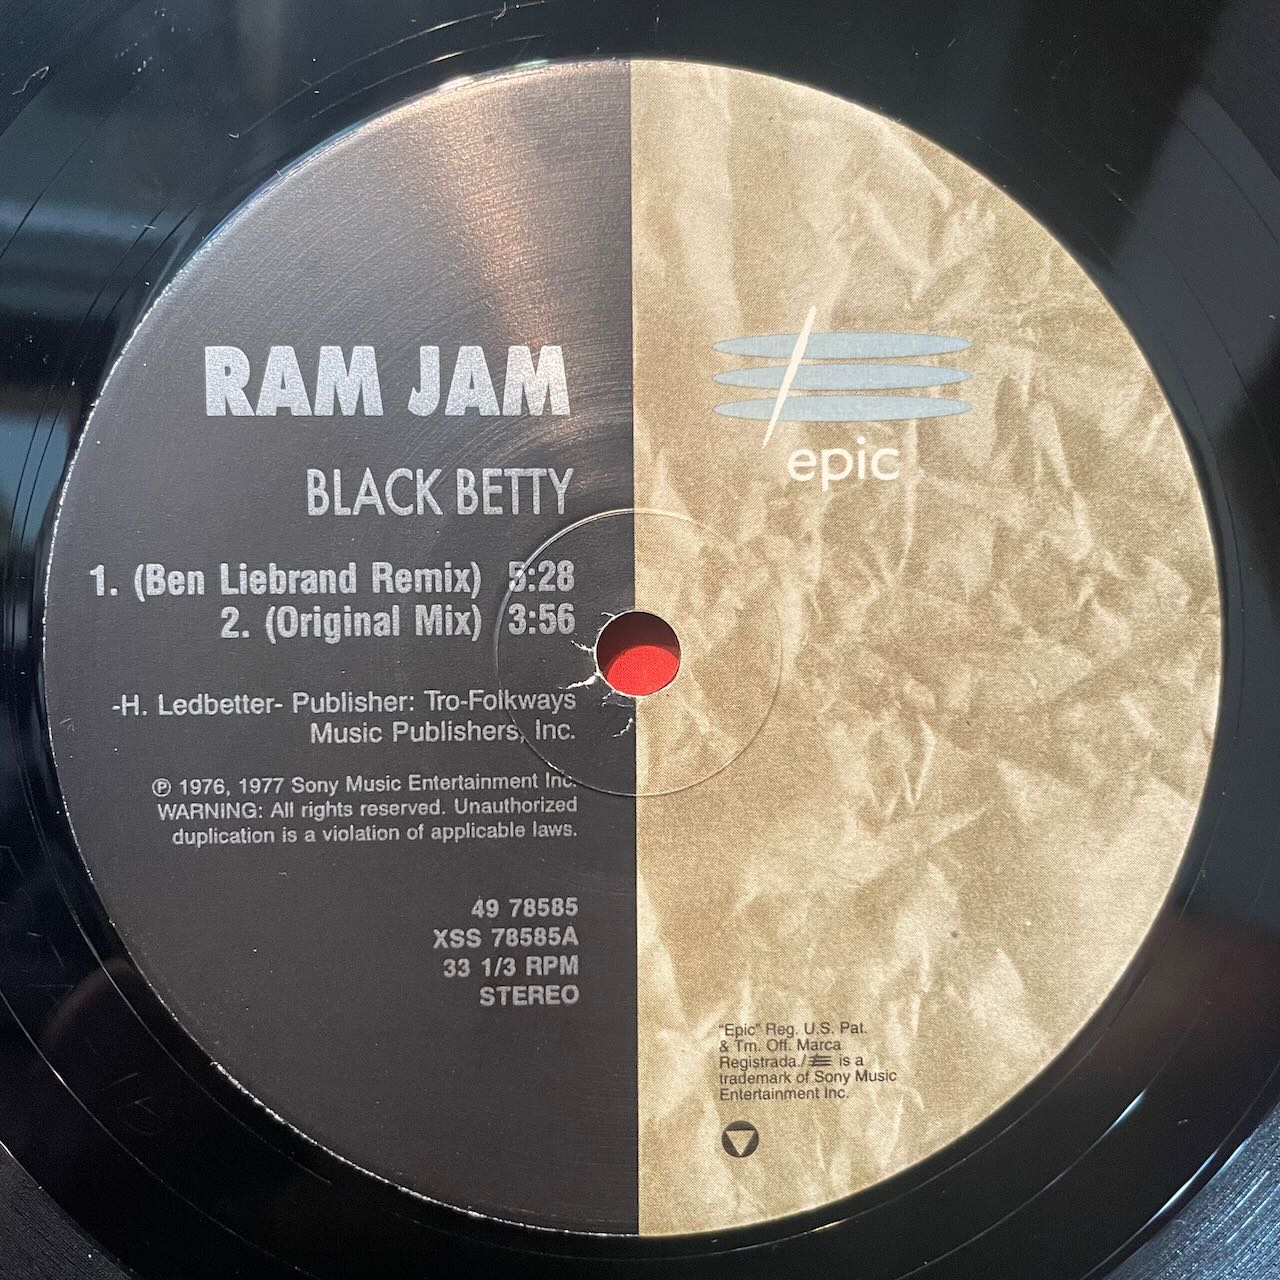 RAM JAM
BLACK BETTY
1. (Ben Liebrand Remix) 5:28
2. (Original Mix) 3:56
-H. Ledbetter- Publisher: Tro-Folkways
Music Publishers, Inc.
℗ 1976, 1977 Sony Music Entertainment Inc.
WARNING: All rights reserved. Unauthorized
duplication is a violation of applicable laws.
49 78585
XSS 78585A
33 1/3 RPM
STEREO
epic
"Epic" Reg. U.S. Pat.
& Tm. Off. Marca
Registrada./ is a
trademark of Sony Music
Entertainment Inc.